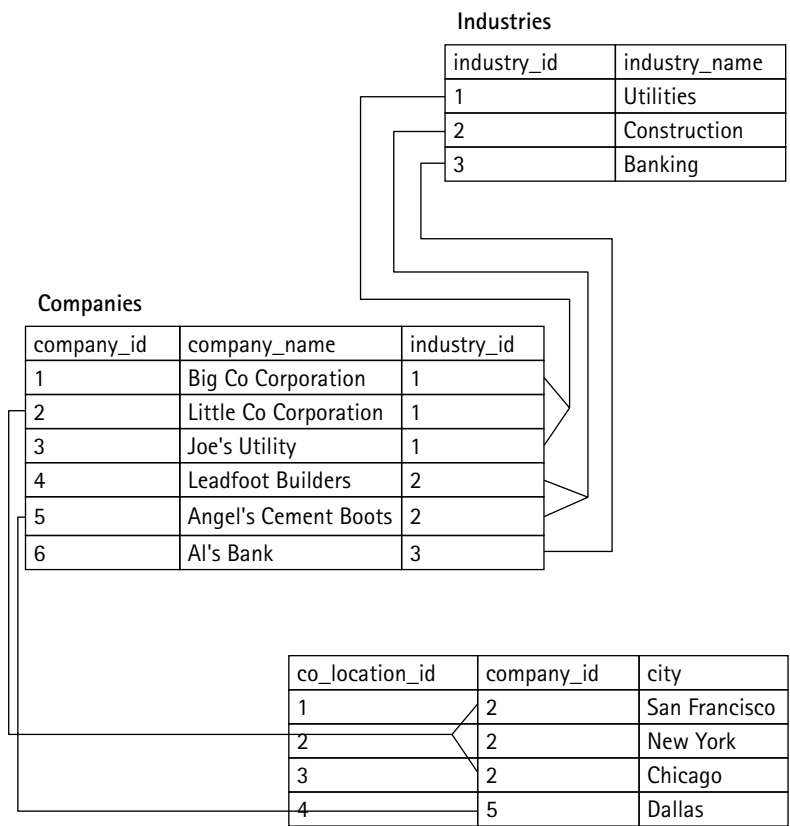 Industries
industry_id industry_name
1 Utilities
2 Construction
3 Banking
Companies
company_id company_name industry_id
1 Big Co Corporation 1
2 Little Co Corporation 1
3 Joe's Utility 1
4 Leadfoot Builders 2
5 Angel's Cement Boots 2
6 Al's Bank 3
co_location_id company_id city
1 2 San Francisco
2 2 New York
3 2 Chicago
4 5 Dallas